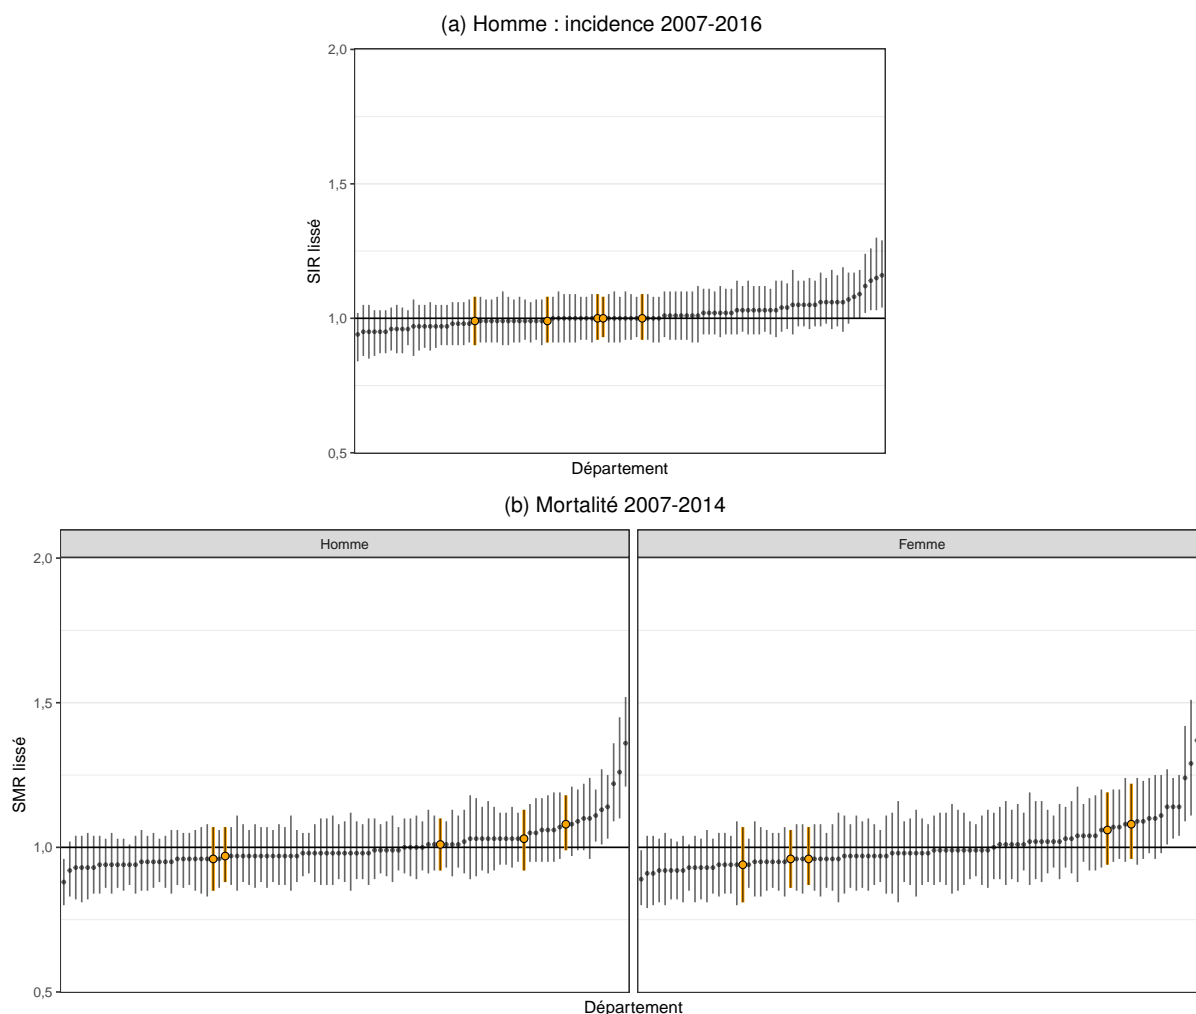 (a) Homme : incidence 2007-2016
2,0
1,5
1,0
0,5
SIR lissé
Département
(b) Mortalité 2007-2014
Homme
Femme
2,0
1,5
1,0
0,5
SMR lissé
Département